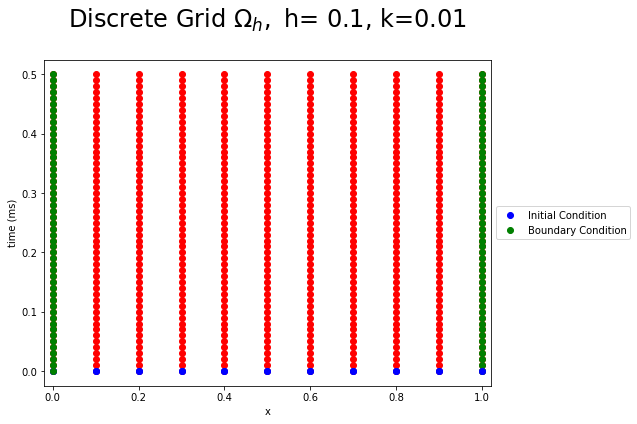 Discrete Grid Ωₕ, h= 0.1, k=0.01
0.5
0.4
0.3
0.2
0.1
0.0
time (ms)
0.0 0.2 0.4 0.6 0.8 1.0
x
Initial Condition
Boundary Condition